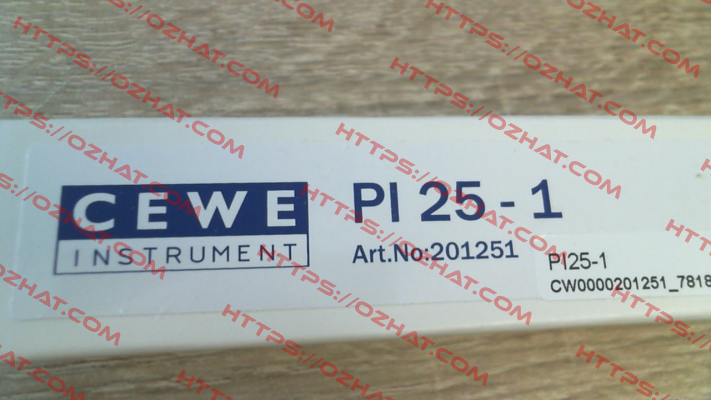 CEWE
INSTRUMENT
PI 25 - 1
Art.No:201251
PI25-1
CW0000201251_7818
HTTPS://OZHAT.COM